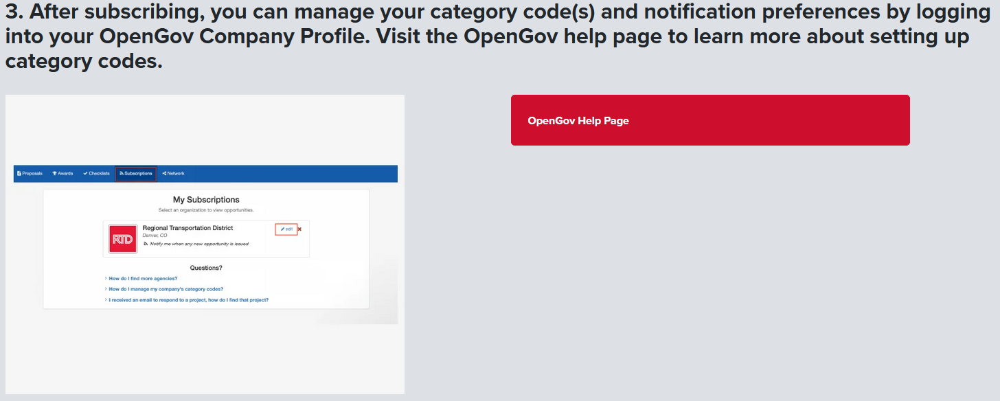 3. After subscribing, you can manage your category code(s) and notification preferences by logging
into your OpenGov Company Profile. Visit the OpenGov help page to learn more about setting up
category codes.
OpenGov Help Page
Proposals Awards Checklists Subscriptions Network
My Subscriptions
Select an organization to view opportunities.
RTD
Regional Transportation District
edit
Denver, CO
Notify me when any new opportunity is issued
Questions?
How do I find more agencies?
How do I manage my company's category codes?
I received an email to respond to a project, how do I find that project?